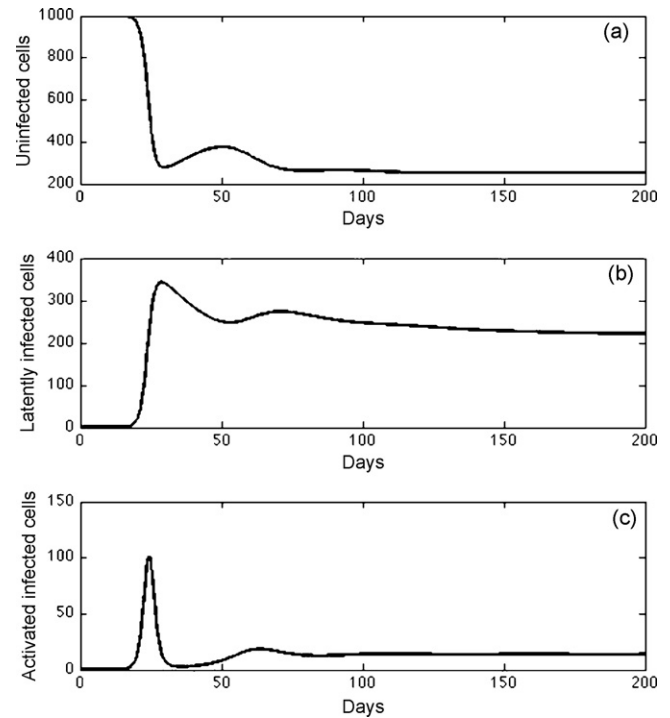 (a)
Uninfected cells
1000
800
600
400
200
0 50 100 150 200
Days
(b)
Latently infected cells
400
300
200
100
0
0 50 100 150 200
Days
(c)
Activated infected cells
150
100
50
0
0 50 100 150 200
Days